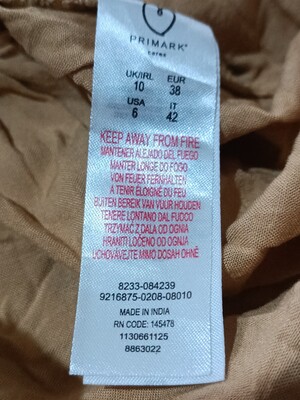 8
PRIMARK
cares
UK/IRL EUR
10 38
USA IT
6 42
KEEP AWAY FROM FIRE
MANTENER ALEJADO DEL FUEGO
MANTER LONGE DO FOGO
VON FEUER FERNHALTEN
A TENIR ÉLOIGNÉ DU FEU
BUITEN BEREIK VAN VUUR HOUDEN
TENERE LONTANO DAL FUOCO
TRZYMAĆ Z DALA OD OGNIA
HRANITI LOČENO OD OGNJA
UCHOVÁVEJTE MIMO DOSAH OHNĚ
8233-084239
9216875-0208-08010
MADE IN INDIA
RN CODE: 145478
1130661125
8863022